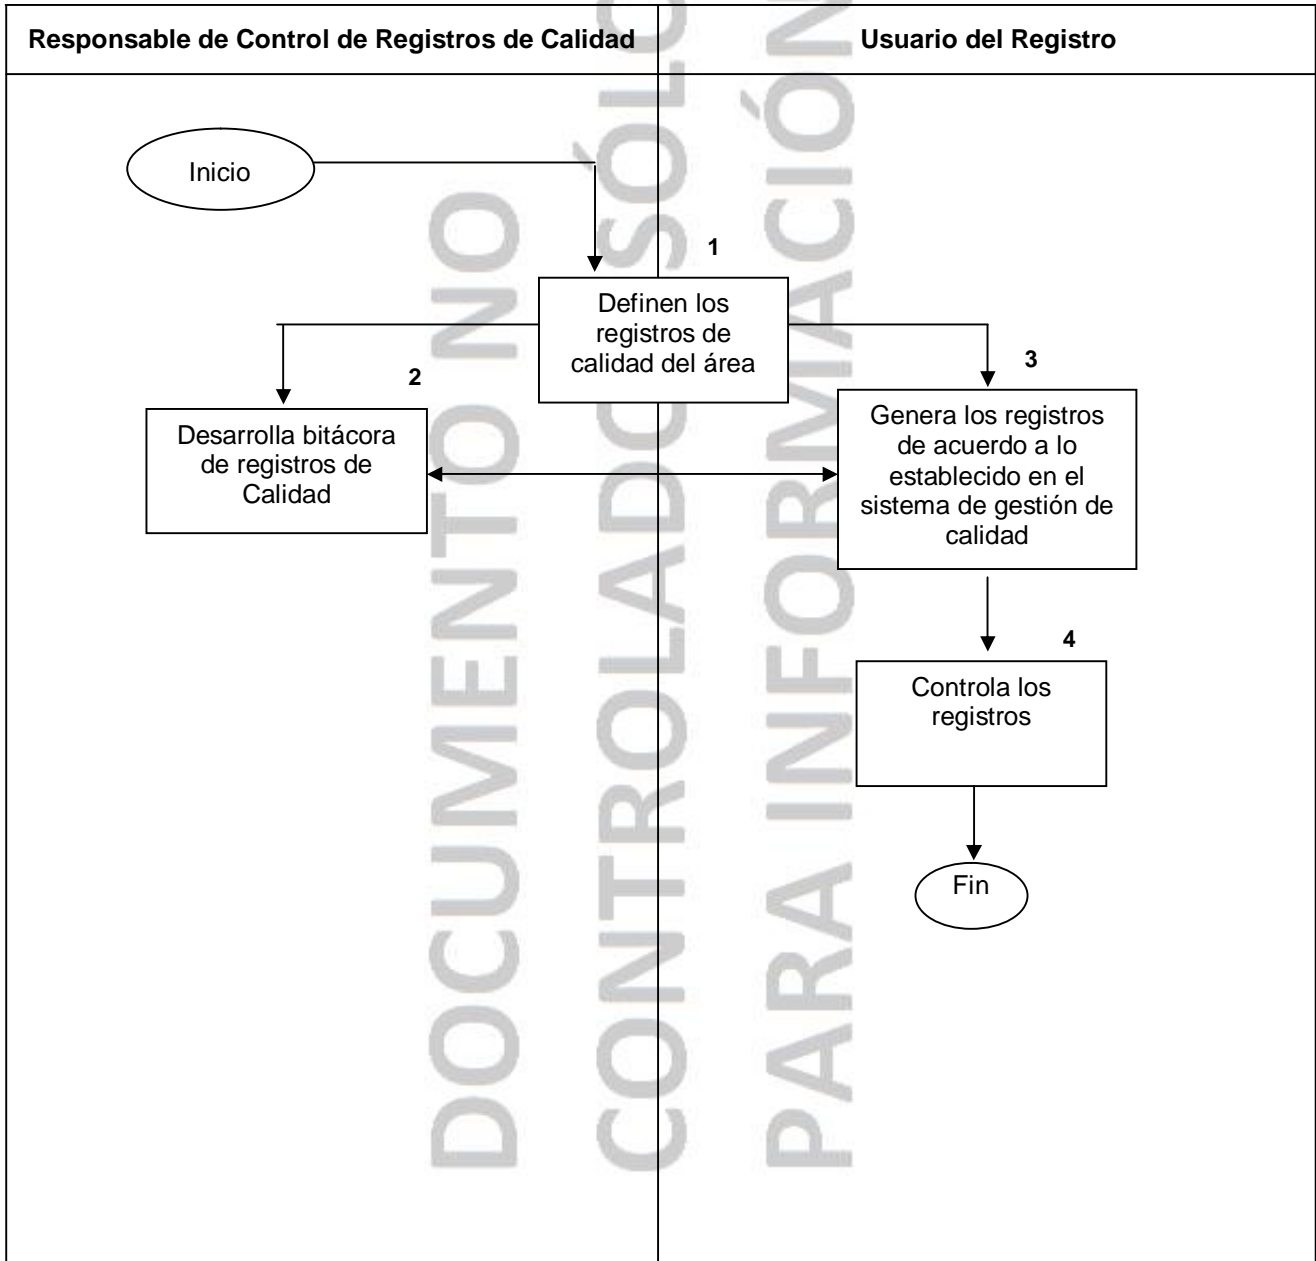 Responsable de Control de Registros de Calidad
Usuario del Registro
Inicio
1
Definen los
registros de
calidad del área
2
Desarrolla bitácora
de registros de
Calidad
3
Genera los registros
de acuerdo a lo
establecido en el
sistema de gestión de
calidad
4
Controla los
registros
Fin
DOCUMENTO NO
CONTROLADO SÓLO
PARA INFORMACIÓN